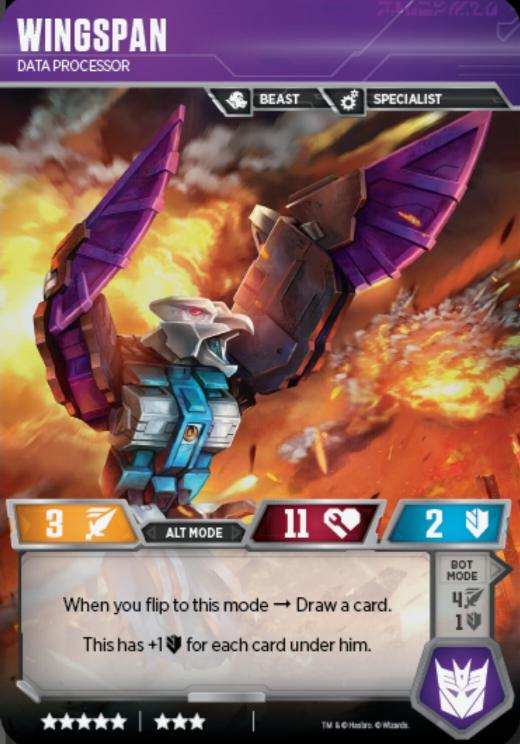 WINGSPAN
DATA PROCESSOR
BEAST SPECIALIST
3 ALT MODE 11 2
BOT
MODE
4
1
When you flip to this mode → Draw a card.
This has +1 for each card under him.
TM & © Hasbro. © Wizards.